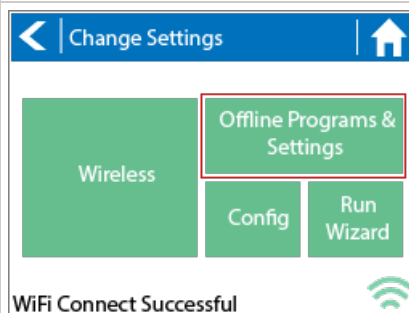 Change Settings
Offline Programs &
Settings
Wireless
Config
Run
Wizard
WiFi Connect Successful